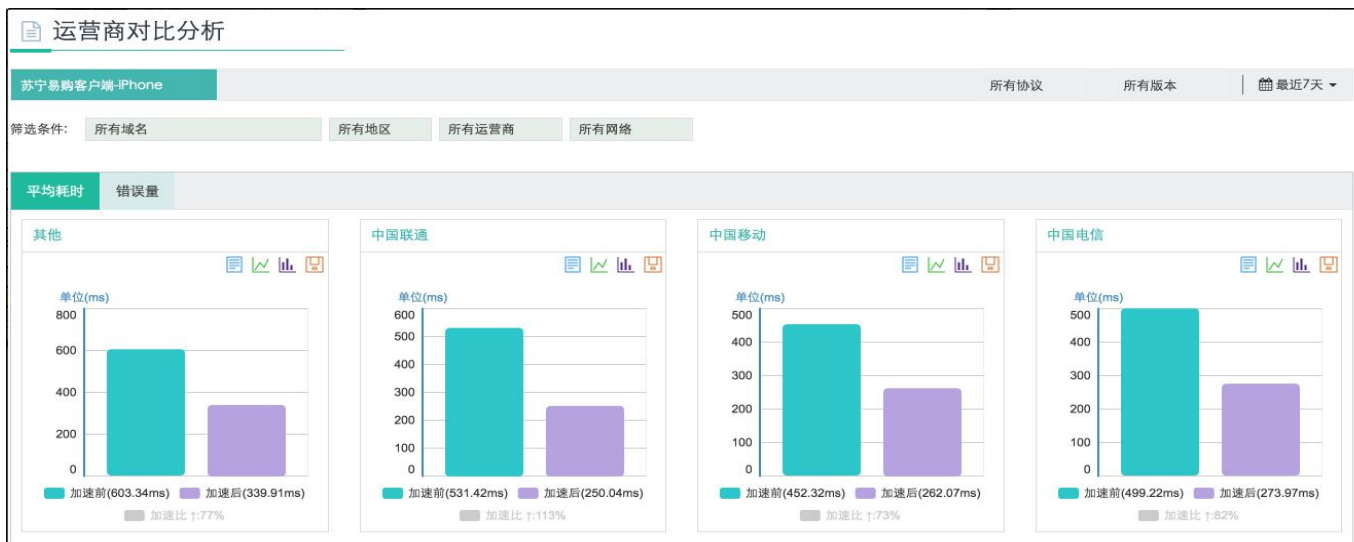 运营商对比分析
苏宁易购客户端-iPhone 所有协议 所有版本 最近7天
筛选条件: 所有域名 所有地区 所有运营商 所有网络
平均耗时 错误量
其他
单位(ms)
800
600
400
200
0
加速前(603.34ms) 加速后(339.91ms)
加速比 ↑:77%
中国联通
单位(ms)
600
500
400
300
200
100
0
加速前(531.42ms) 加速后(250.04ms)
加速比 ↑:113%
中国移动
单位(ms)
500
400
300
200
100
0
加速前(452.32ms) 加速后(262.07ms)
加速比 ↑:73%
中国电信
单位(ms)
500
400
300
200
100
0
加速前(499.22ms) 加速后(273.97ms)
加速比 ↑:82%